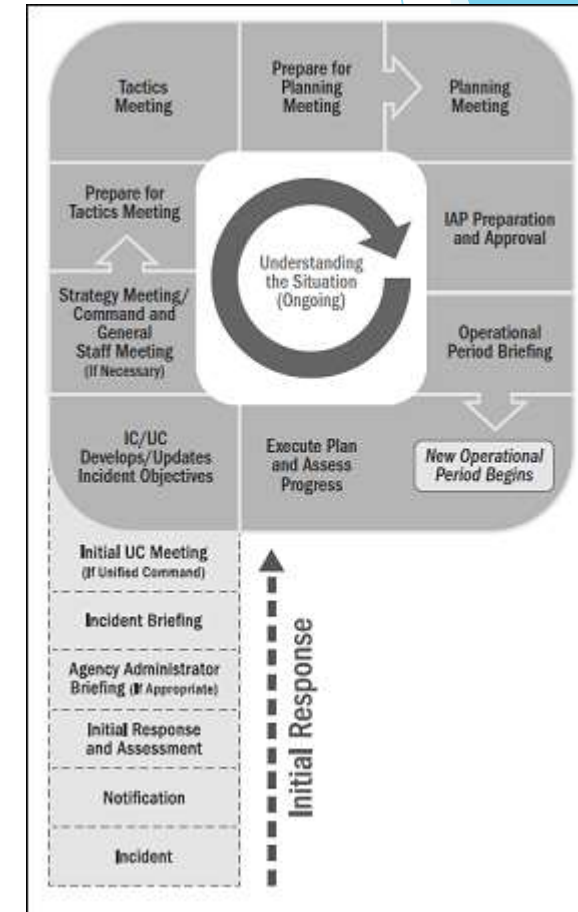 Tactics
Meeting
Prepare for
Planning
Meeting
Planning
Meeting
Prepare for
Tactics Meeting
IAP Preparation
and Approval
Understanding
the Situation
(Ongoing)
Strategy Meeting/
Command and
General
Staff Meeting
(If Necessary)
Operational
Period Briefing
IC/UC
Develops/Updates
Incident Objectives
Execute Plan
and Assess
Progress
New Operational
Period Begins
Initial UC Meeting
(If Unified Command)
Incident Briefing
Agency Administrator
Briefing (If Appropriate)
Initial Response
and Assessment
Notification
Incident
Initial Response